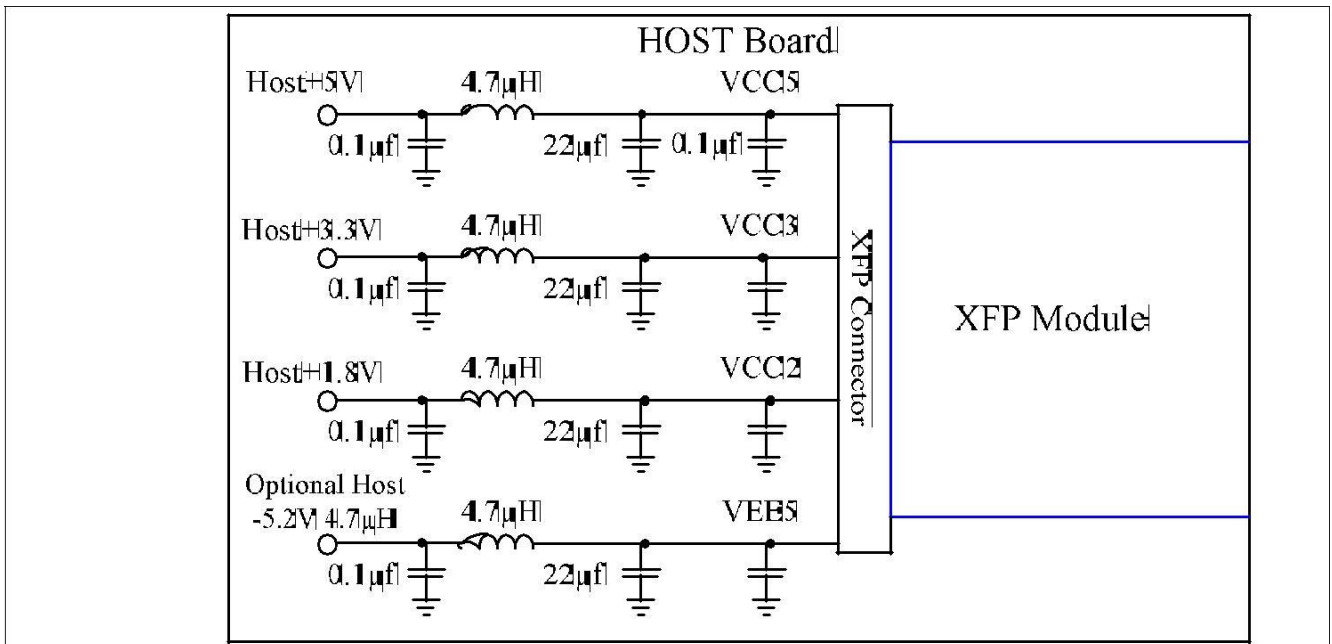 HOST Board
Host+5V
4.7µH
VCC5
0.1µf
22µf
0.1µf
Host+3.3V
4.7µH
VCC3
0.1µf
22µf
XFP Connector
XFP Module
Host+1.8V
4.7µH
VCC2
0.1µf
22µf
Optional Host
-5.2V 4.7µH
4.7µH
VEE5
0.1µf
22µf